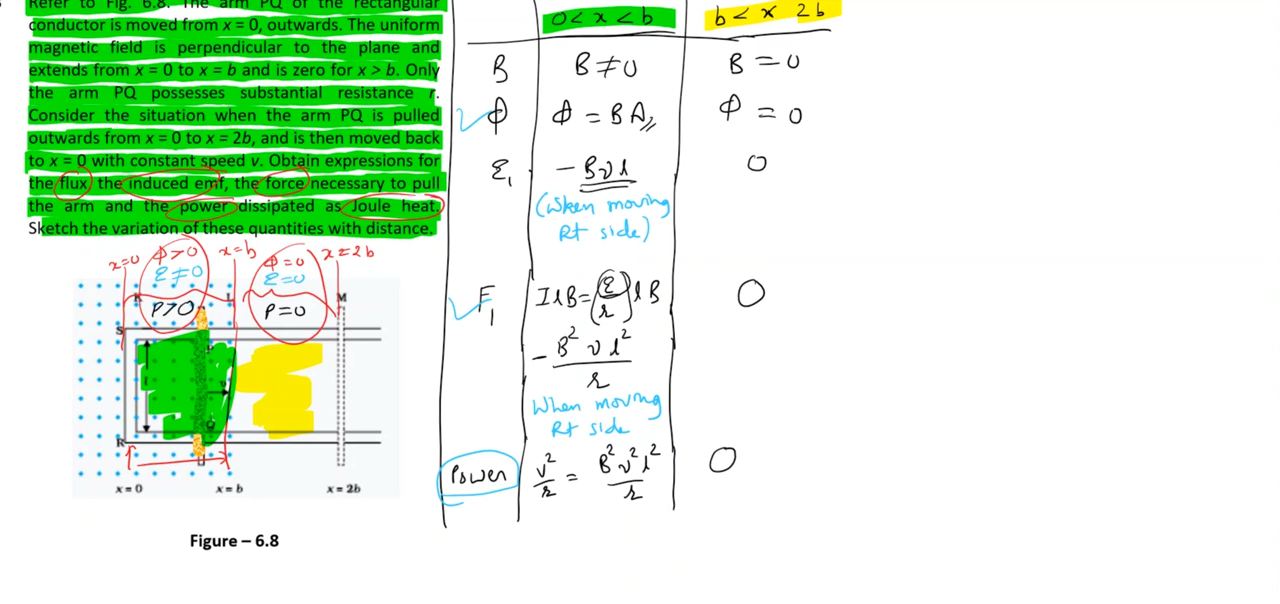 Refer to Fig. 6.8. The arm PQ of the rectangular
conductor is moved from x = 0, outwards. The uniform
magnetic field is perpendicular to the plane and
extends from x = 0 to x = b and is zero for x > b. Only
the arm PQ possesses substantial resistance r.
Consider the situation when the arm PQ is pulled
outwards from x = 0 to x = 2b, and is then moved back
to x = 0 with constant speed v. Obtain expressions for
the flux the induced emf, the force necessary to pull
the arm and the power dissipated as Joule heat.
Sketch the variation of these quantities with distance.
x=0 Φ>0 x=b Φ=0 x=2b
ε≠0 ε=0
L M
P>0 P=0
S
l
R
x = 0 x = b x = 2b
Figure – 6.8
0 < x < b b < x 2b
B B ≠ 0 B = 0
Φ Φ = BA Φ = 0
ε₁ − Bvl 0
(When moving
Rt side)
F₁ IlB = (ε/r) lB 0
− B²vl²/r
When moving
Rt side
Power v²/r = B²v²l²/r 0